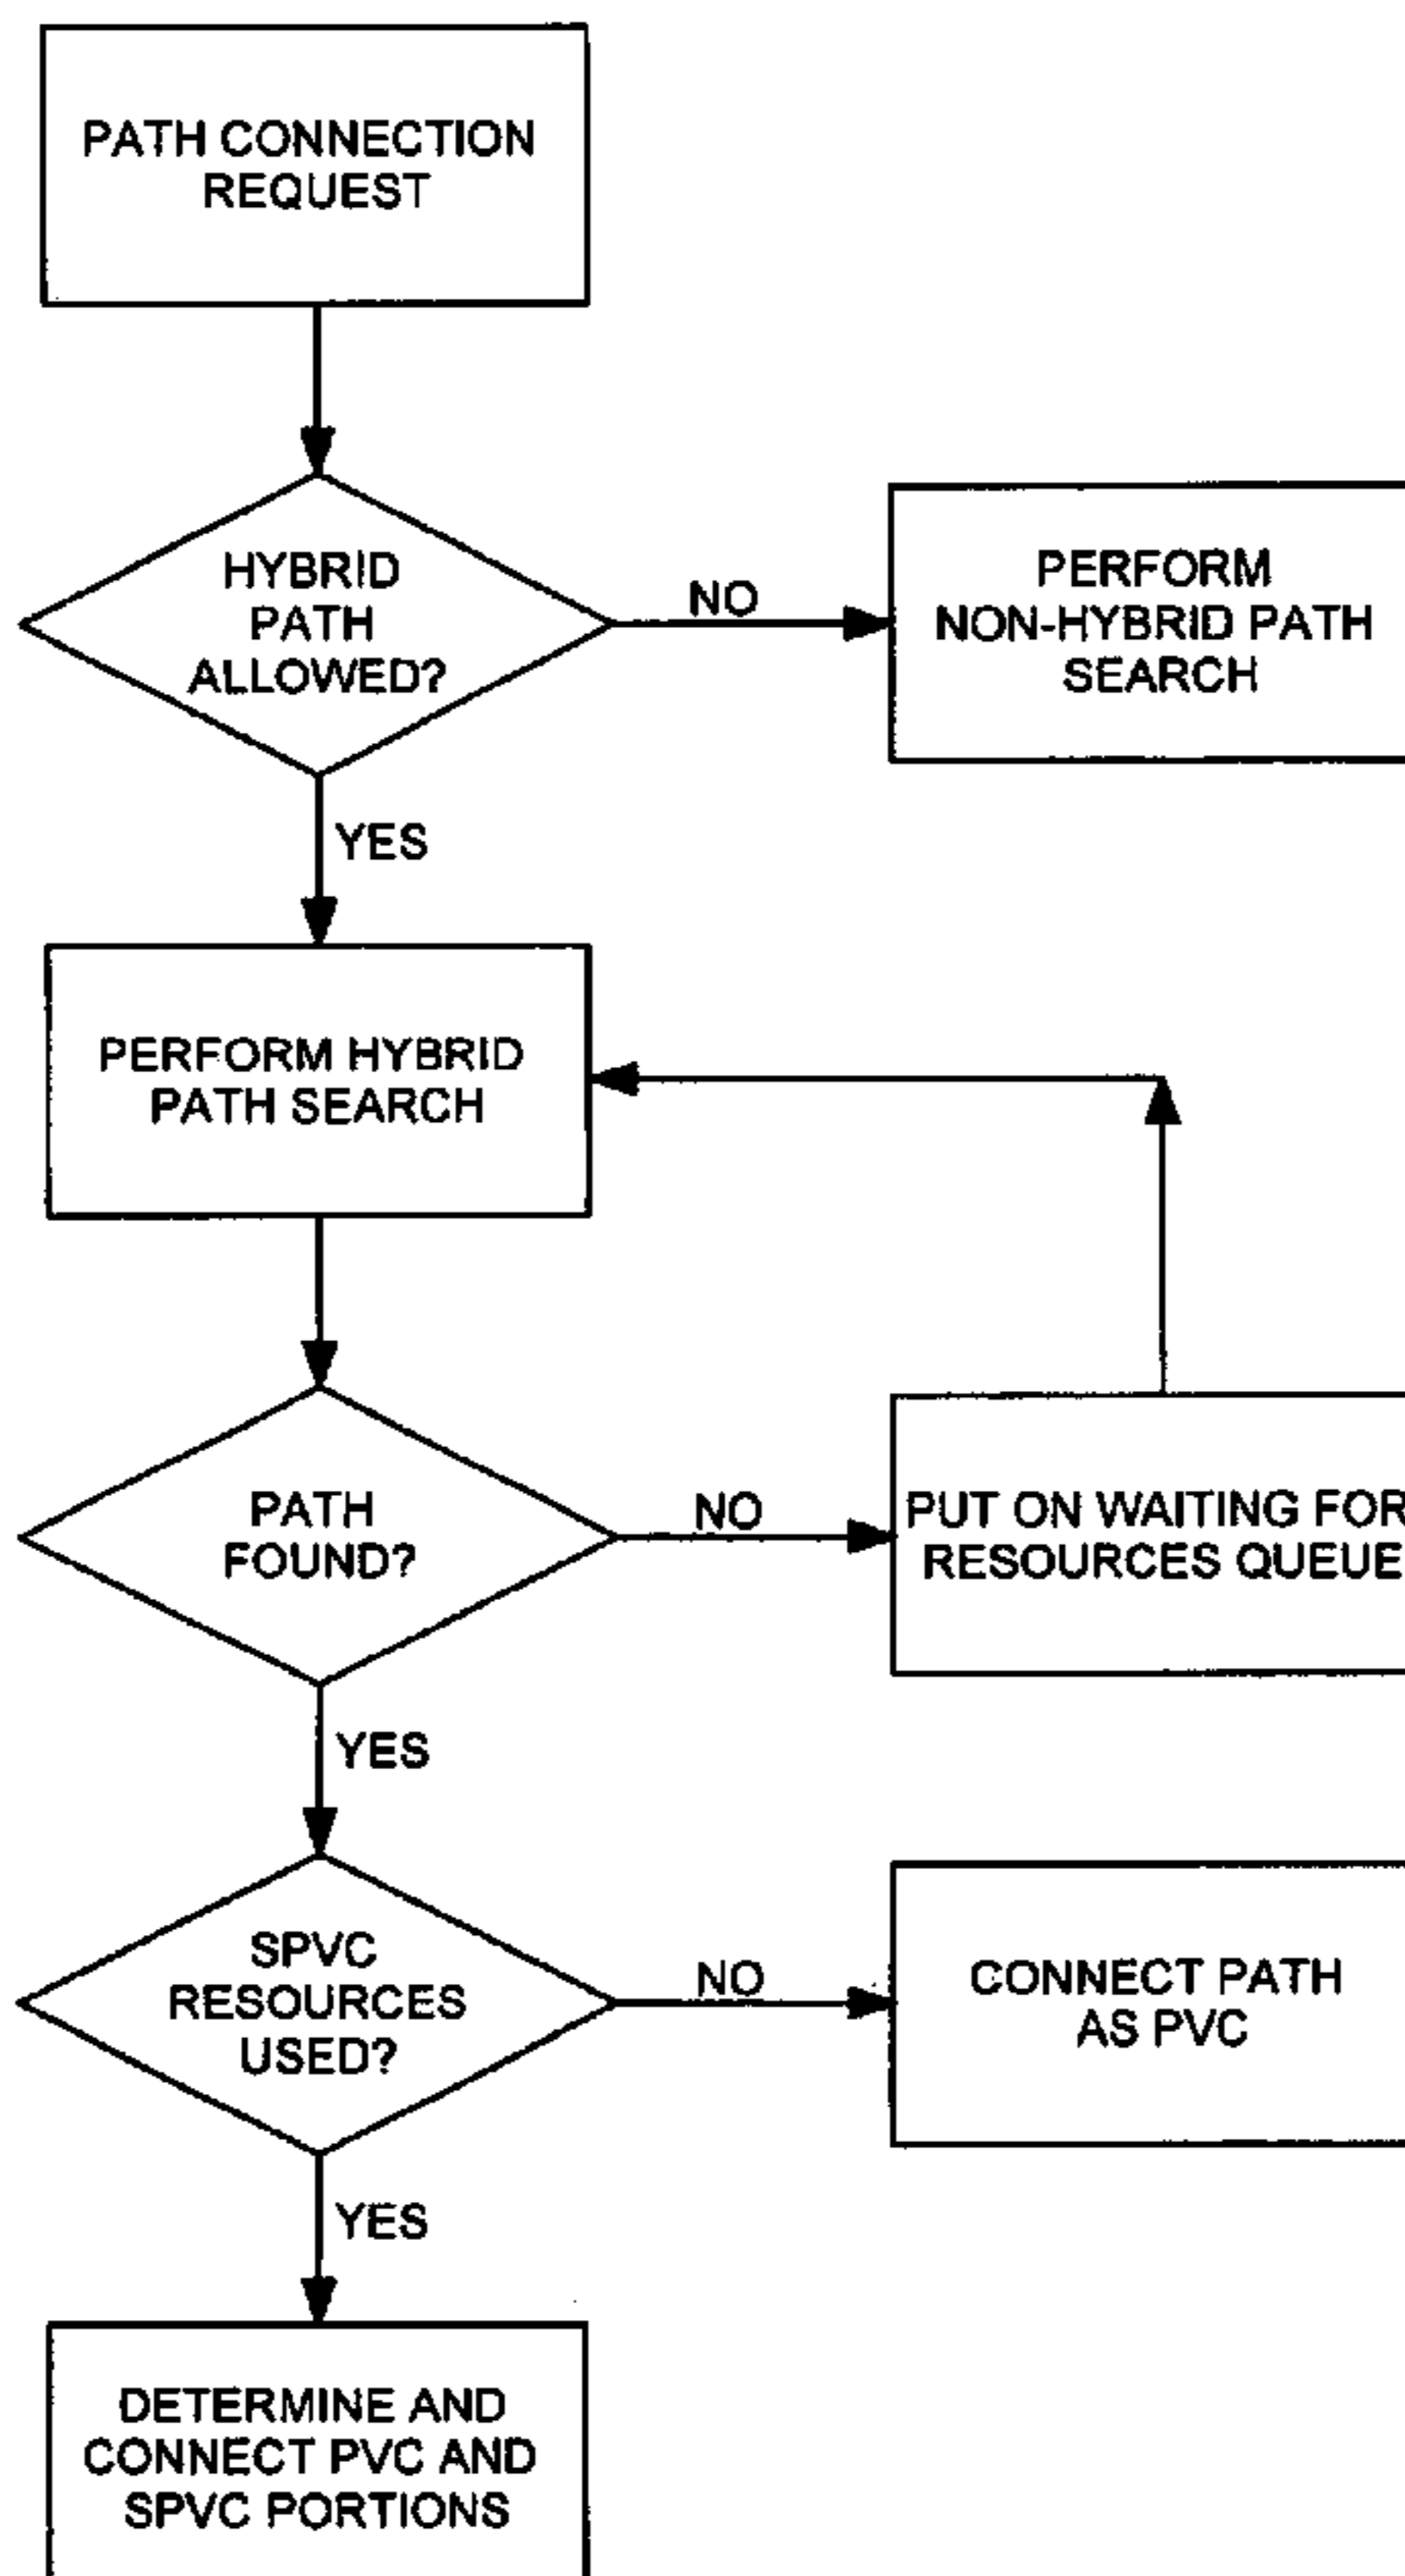 PATH CONNECTION
REQUEST
HYBRID
PATH
ALLOWED?
NO
PERFORM
NON-HYBRID PATH
SEARCH
YES
PERFORM HYBRID
PATH SEARCH
PATH
FOUND?
NO
PUT ON WAITING FOR
RESOURCES QUEUE
YES
SPVC
RESOURCES
USED?
NO
CONNECT PATH
AS PVC
YES
DETERMINE AND
CONNECT PVC AND
SPVC PORTIONS